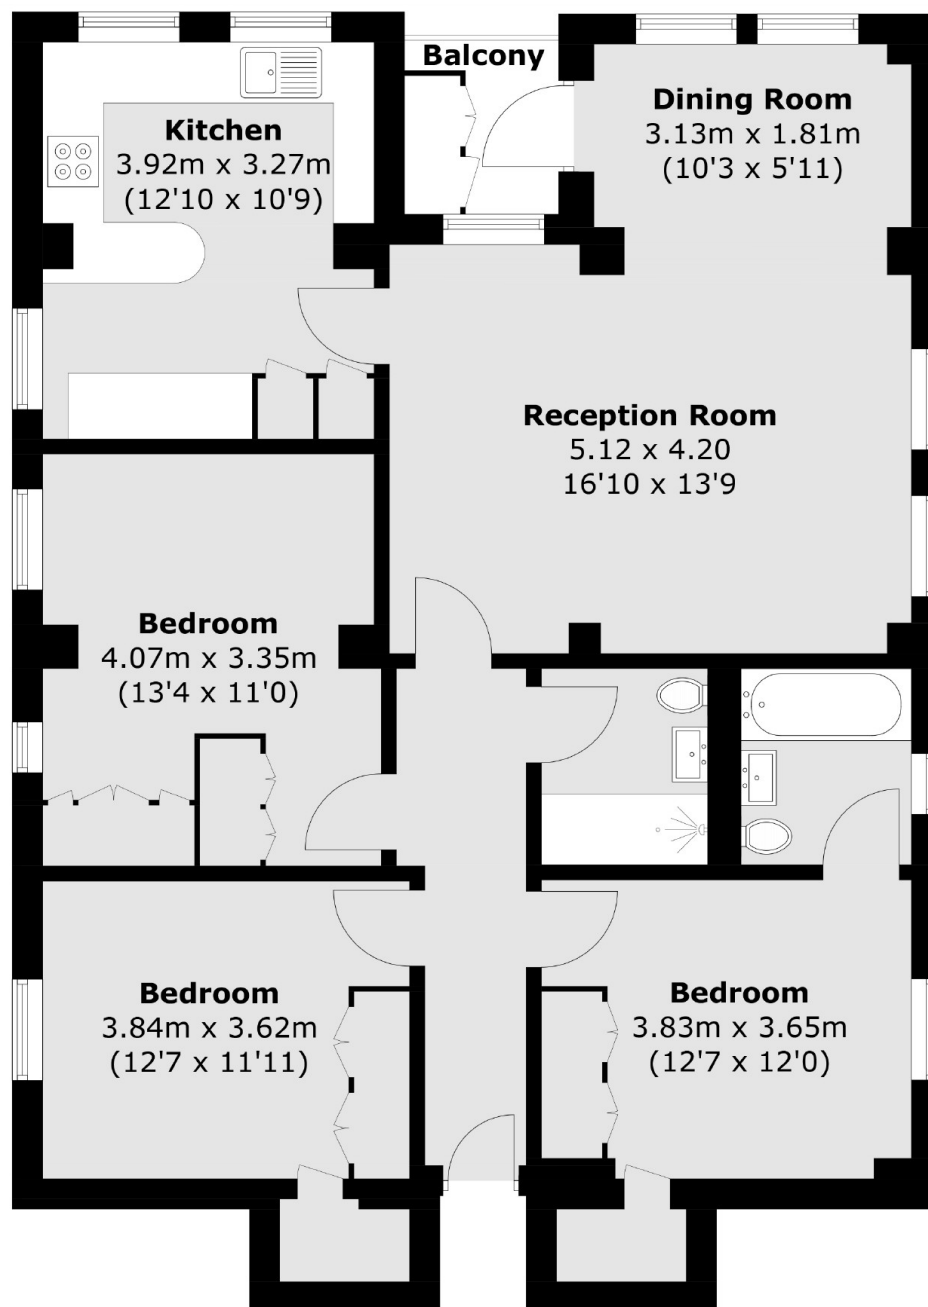 Balcony
Kitchen
3.92m x 3.27m
(12'10 x 10'9)
Dining Room
3.13m x 1.81m
(10'3 x 5'11)
Reception Room
5.12 x 4.20
16'10 x 13'9
Bedroom
4.07m x 3.35m
(13'4 x 11'0)
Bedroom
3.84m x 3.62m
(12'7 x 11'11)
Bedroom
3.83m x 3.65m
(12'7 x 12'0)